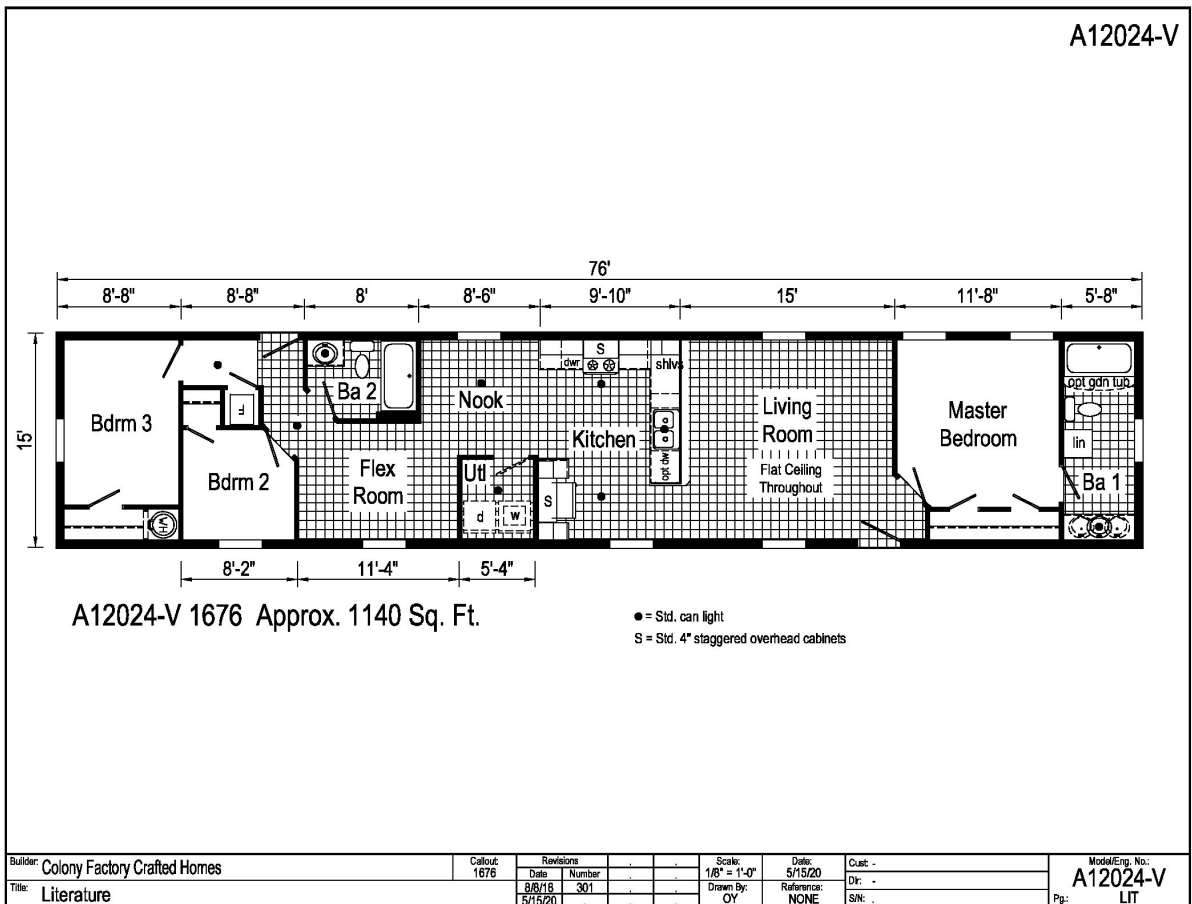 A12024-V
76'
8'-8" 8'-8" 8' 8'-6" 9'-10" 15' 11'-8" 5'-8"
15'
S
dwr
shlvs
opt gdn tub
Ba 2
Nook
Bdrm 3
F
Living
Room
Master
Bedroom
Kitchen
lin
Flex
Room
Utl
Bdrm 2
Flat Ceiling
Throughout
opt dw
Ba 1
S
d
w
WH
8'-2" 11'-4" 5'-4"
A12024-V 1676 Approx. 1140 Sq. Ft.
● = Std. can light
S = Std. 4" staggered overhead cabinets
Builder: Colony Factory Crafted Homes
Title: Literature
Callout:
1676
Revisions
Date Number
8/8/18 301
5/15/20
Scale:
1/8" = 1'-0"
Drawn By:
OY
Date:
5/15/20
Reference:
NONE
Cust: -
Dlr: -
S/N: .
Model/Eng. No.:
A12024-V
Pg.: LIT